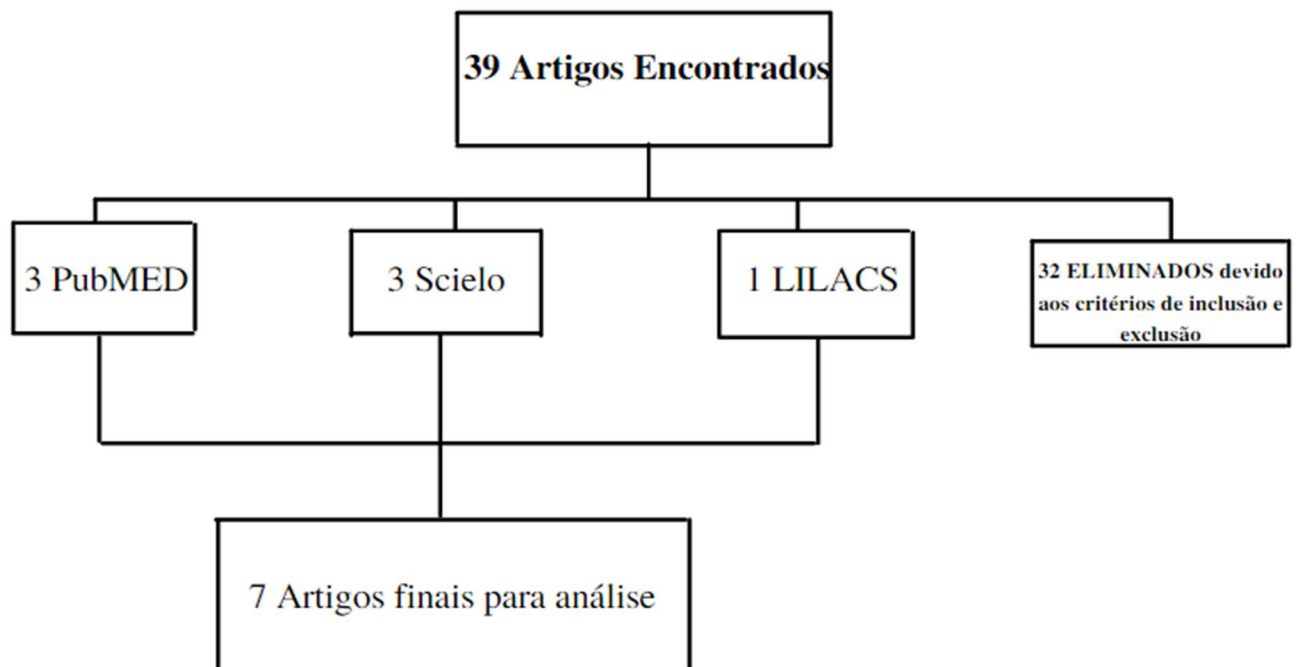 39 Artigos Encontrados
3 PubMED
3 Scielo
1 LILACS
32 ELIMINADOS devido
aos critérios de inclusão e
exclusão
7 Artigos finais para análise